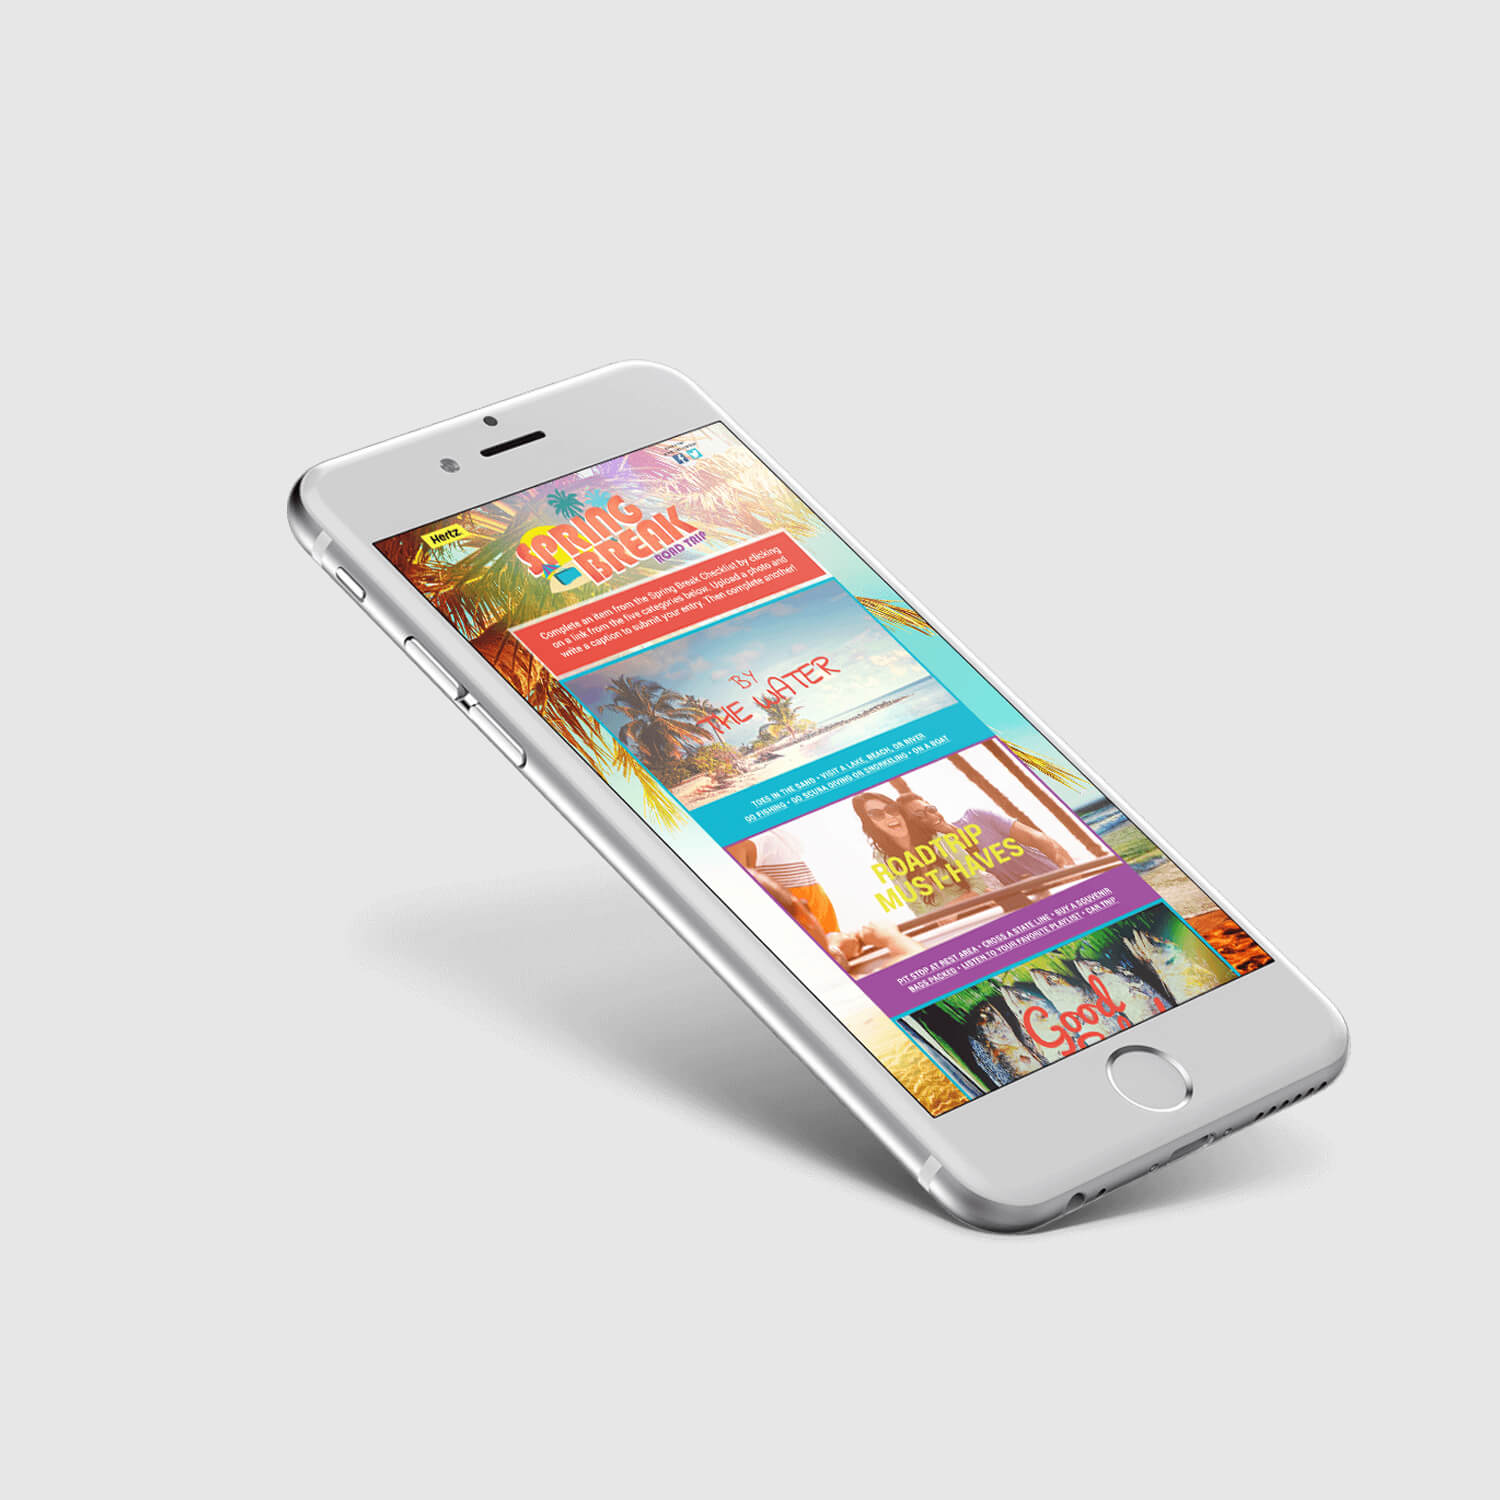 Hertz
SPRING
BREAK
ROAD TRIP
Complete an item from the Spring Break Checklist by clicking
on a link from the five categories below. Upload a photo and
write a caption to submit your entry. Then complete another!
BY
THE WATER
TOES IN THE SAND • VISIT A LAKE, BEACH, OR RIVER
GO FISHING • GO SCUBA DIVING OR SNORKELING • ON A BOAT
ROADTRIP
MUST-HAVES
PIT STOP AT REST AREA • CROSS A STATE LINE • BUY A SOUVENIR
BAGS PACKED • LISTEN TO YOUR FAVORITE PLAYLIST • CAR TRIP
Good